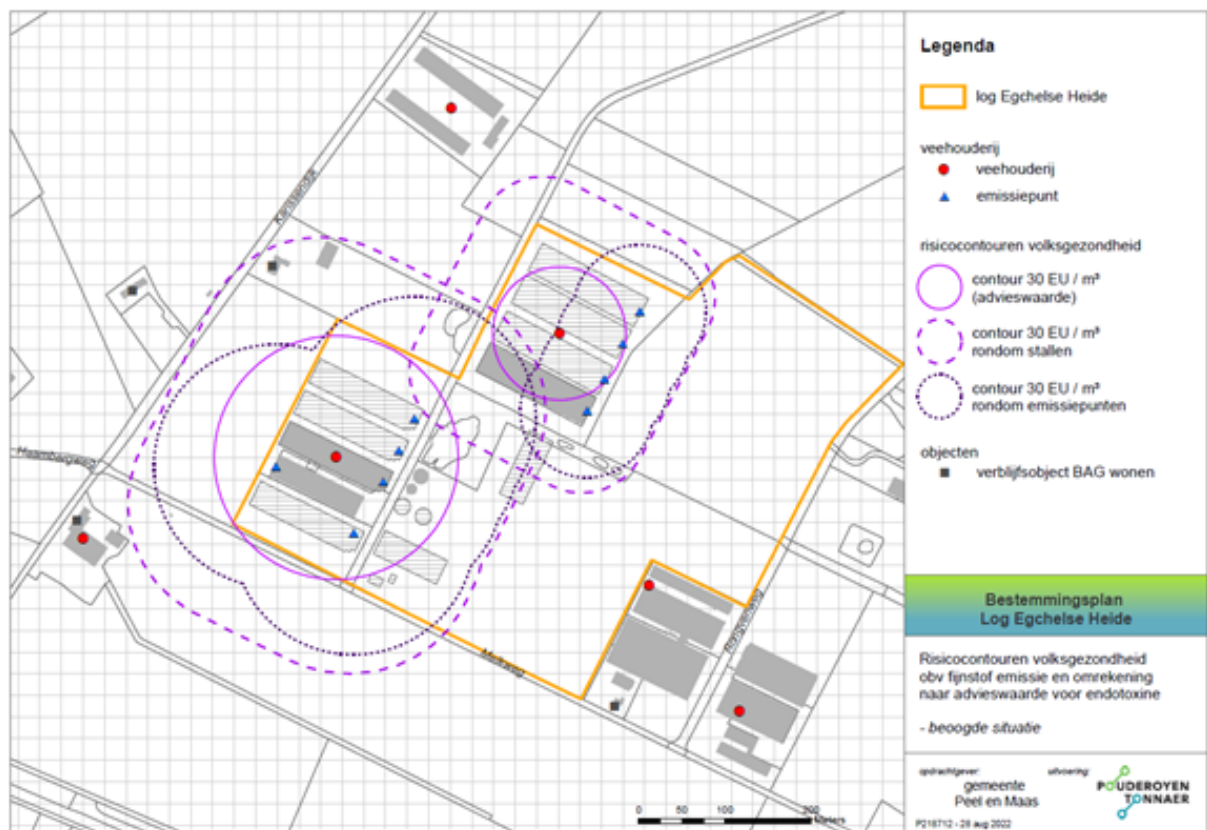 Legenda
log Egchelse Heide
veehouderij
veehouderij
emissiepunt
risicocontouren volksgezondheid
contour 30 EU / m³
(advieswaarde)
contour 30 EU / m³
rondom stallen
contour 30 EU / m³
rondom emissiepunten
objecten
verblijfsobject BAG wonen
Bestemmingsplan
Log Egchelse Heide
Risicocontouren volksgezondheid
obv fijnstof emissie en omrekening
naar advieswaarde voor endotoxine
- beoogde situatie
opdrachtgever:
gemeente
Peel en Maas
uitvoering:
POUDEROYEN
TONNAER
P218712 - 28 aug 2022
Karissendijk
Haambergweg
Melkweg
0 50 100 200
Meters